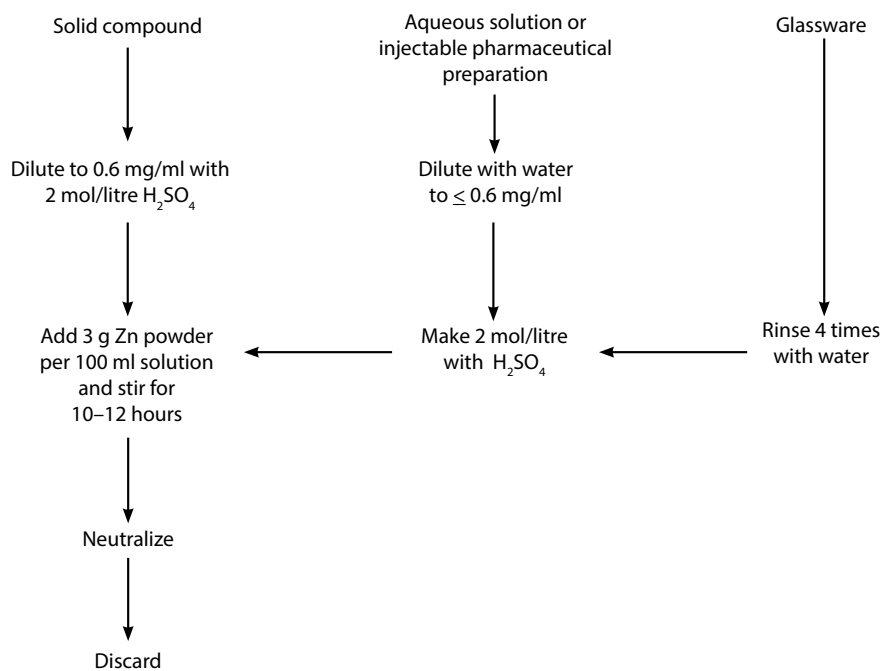 Solid compound
Aqueous solution or
injectable pharmaceutical
preparation
Glassware
Dilute to 0.6 mg/ml with
2 mol/litre H₂SO₄
Dilute with water
to ≤ 0.6 mg/ml
Add 3 g Zn powder
per 100 ml solution
and stir for
10–12 hours
Make 2 mol/litre
with H₂SO₄
Rinse 4 times
with water
Neutralize
Discard